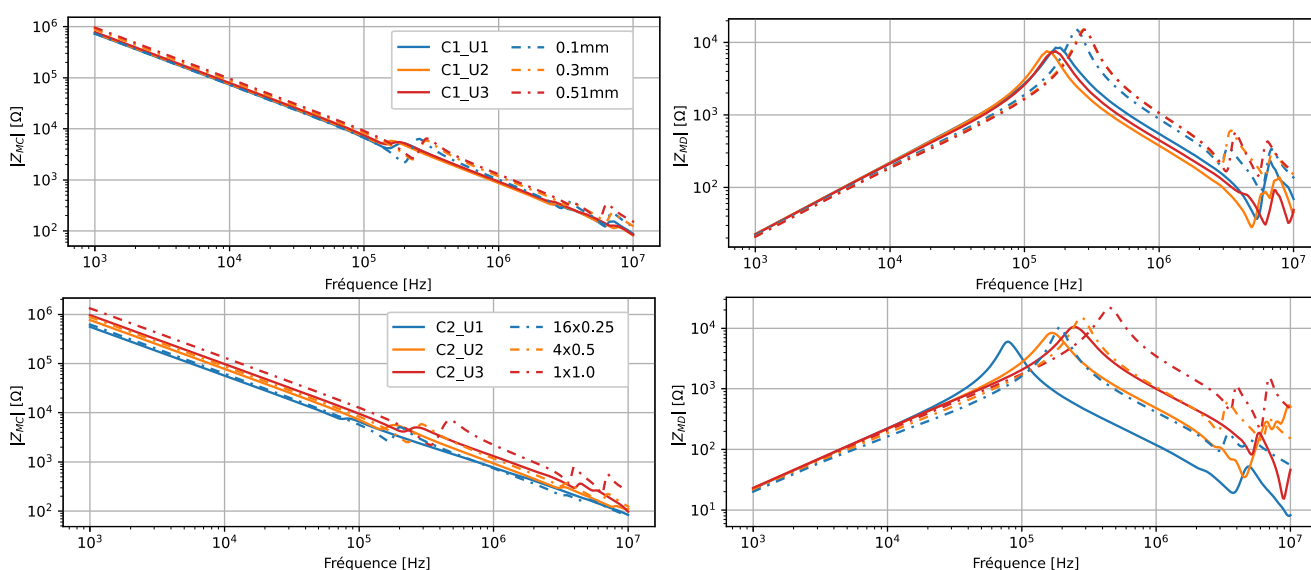 |Z_MC| [Ω]
10^6
10^5
10^4
10^3
10^2
C1_U1 0.1mm
C1_U2 0.3mm
C1_U3 0.51mm
10^3 10^4 10^5 10^6 10^7
Fréquence [Hz]
|Z_MD| [Ω]
10^4
10^3
10^2
10^3 10^4 10^5 10^6 10^7
Fréquence [Hz]
|Z_MC| [Ω]
10^6
10^5
10^4
10^3
10^2
C2_U1 16x0.25
C2_U2 4x0.5
C2_U3 1x1.0
10^3 10^4 10^5 10^6 10^7
Fréquence [Hz]
|Z_MD| [Ω]
10^4
10^3
10^2
10^1
10^3 10^4 10^5 10^6 10^7
Fréquence [Hz]